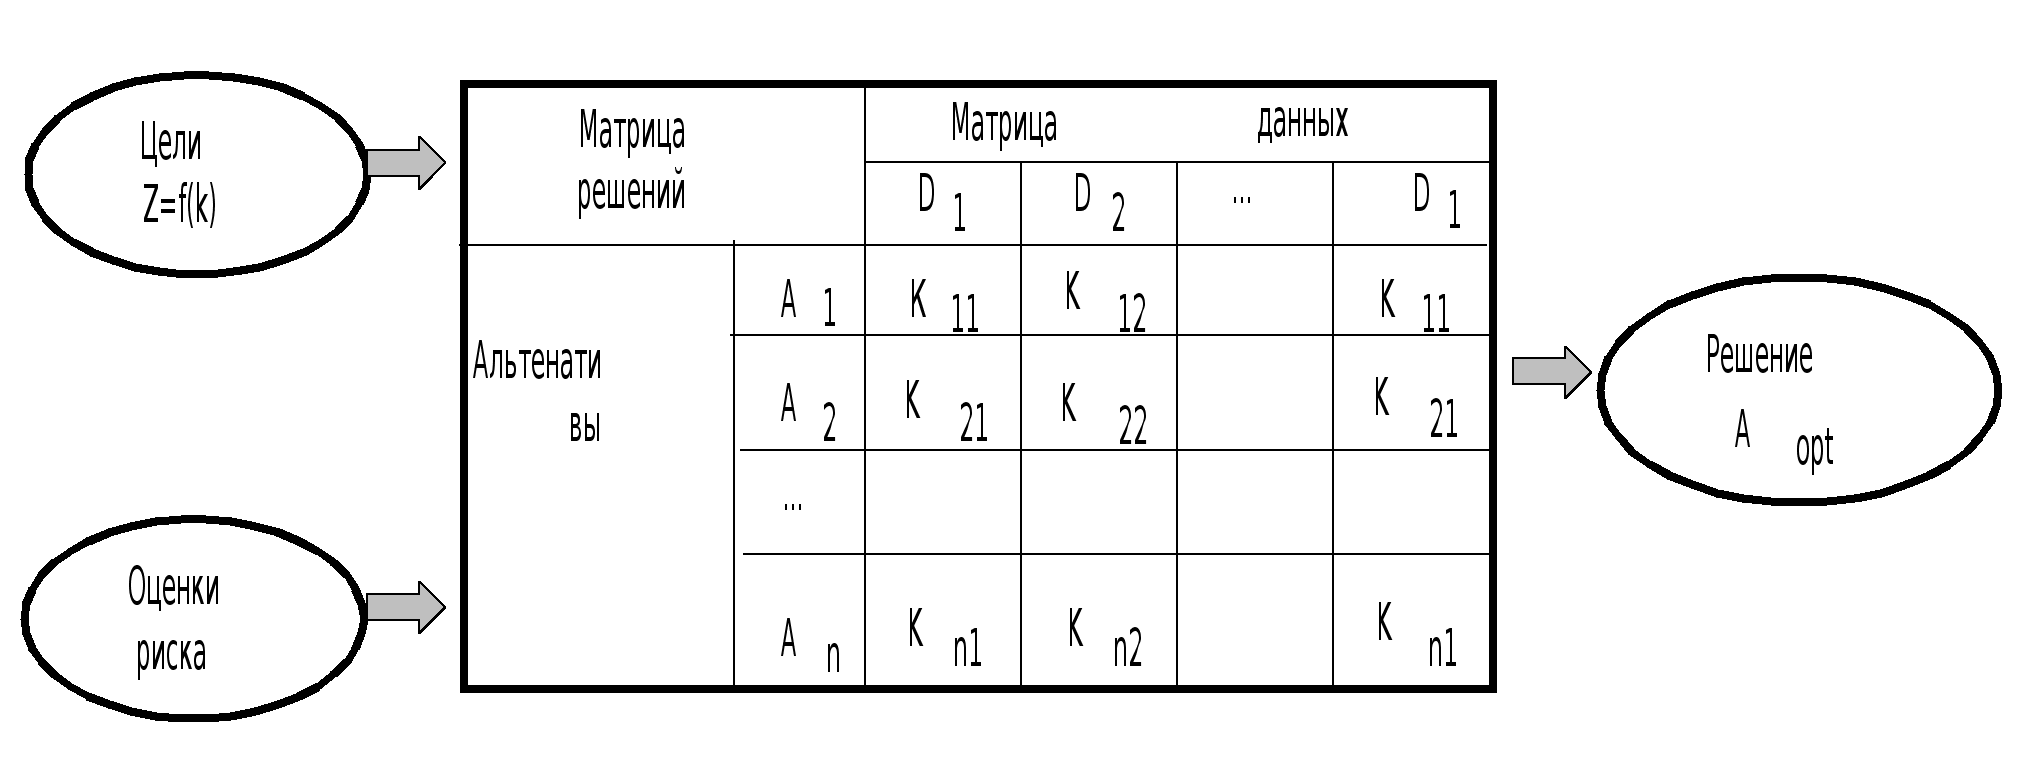 Цели
Z=f(k)
Оценки
риска
Матрица
решений
Матрица данных
D 1 D 2 ... D 1
Альтенати
вы
A 1 K 11 K 12 K 11
A 2 K 21 K 22 K 21
...
A n K n1 K n2 K n1
Решение
A opt